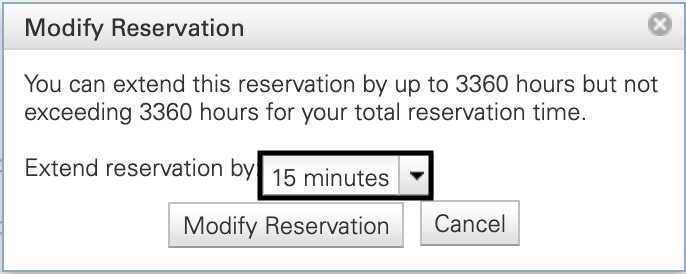 Modify Reservation
You can extend this reservation by up to 3360 hours but not
exceeding 3360 hours for your total reservation time.
Extend reservation by: 15 minutes
Modify Reservation Cancel